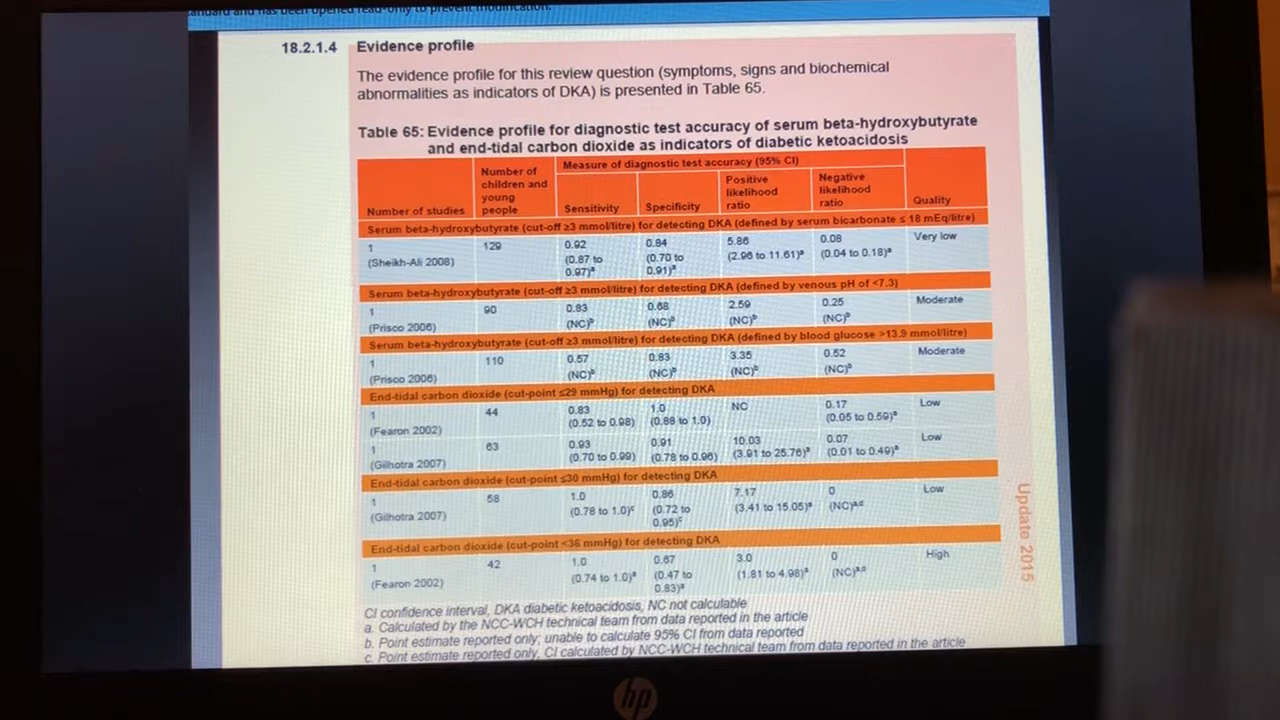 andard and has been opened read-only to prevent modification.
18.2.1.4 Evidence profile
The evidence profile for this review question (symptoms, signs and biochemical
abnormalities as indicators of DKA) is presented in Table 65.
Table 65: Evidence profile for diagnostic test accuracy of serum beta-hydroxybutyrate
and end-tidal carbon dioxide as indicators of diabetic ketoacidosis
Number of studies
Number of
children and
young
people
Measure of diagnostic test accuracy (95% CI)
Sensitivity
Specificity
Positive
likelihood
ratio
Negative
likelihood
ratio
Quality
Serum beta-hydroxybutyrate (cut-off ≥3 mmol/litre) for detecting DKA (defined by serum bicarbonate ≤ 18 mEq/litre)
1 129 0.92 0.84 5.86 0.08 Very low
(Sheikh-Ali 2008) (0.87 to (0.70 to (2.96 to 11.61)a (0.04 to 0.18)a
0.97)a 0.91)a
Serum beta-hydroxybutyrate (cut-off ≥3 mmol/litre) for detecting DKA (defined by venous pH of <7.3)
1 90 0.83 0.68 2.59 0.25 Moderate
(Prisco 2006) (NC)b (NC)b (NC)b (NC)b
Serum beta-hydroxybutyrate (cut-off ≥3 mmol/litre) for detecting DKA (defined by blood glucose >13.9 mmol/litre)
1 110 0.57 0.83 3.35 0.52 Moderate
(Prisco 2006) (NC)b (NC)b (NC)b (NC)b
End-tidal carbon dioxide (cut-point ≤29 mmHg) for detecting DKA
1 44 0.83 1.0 NC 0.17 Low
(Fearon 2002) (0.52 to 0.98) (0.88 to 1.0) (0.05 to 0.59)a
1 63 0.93 0.91 10.03 0.07 Low
(Gilhotra 2007) (0.70 to 0.99) (0.78 to 0.96) (3.91 to 25.76)a (0.01 to 0.49)a
End-tidal carbon dioxide (cut-point ≤30 mmHg) for detecting DKA
1 58 1.0 0.86 7.17 0 Low
(Gilhotra 2007) (0.78 to 1.0)c (0.72 to (3.41 to 15.05)a (NC)a,d
0.95)c
End-tidal carbon dioxide (cut-point <36 mmHg) for detecting DKA
1 42 1.0 0.67 3.0 0 High
(Fearon 2002) (0.74 to 1.0)a (0.47 to (1.81 to 4.98)a (NC)a,d
0.83)a
CI confidence interval, DKA diabetic ketoacidosis, NC not calculable
a. Calculated by the NCC-WCH technical team from data reported in the article
b. Point estimate reported only; unable to calculate 95% CI from data reported
c. Point estimate reported only, CI calculated by NCC-WCH technical team from data reported in the article
Update 2015
hp